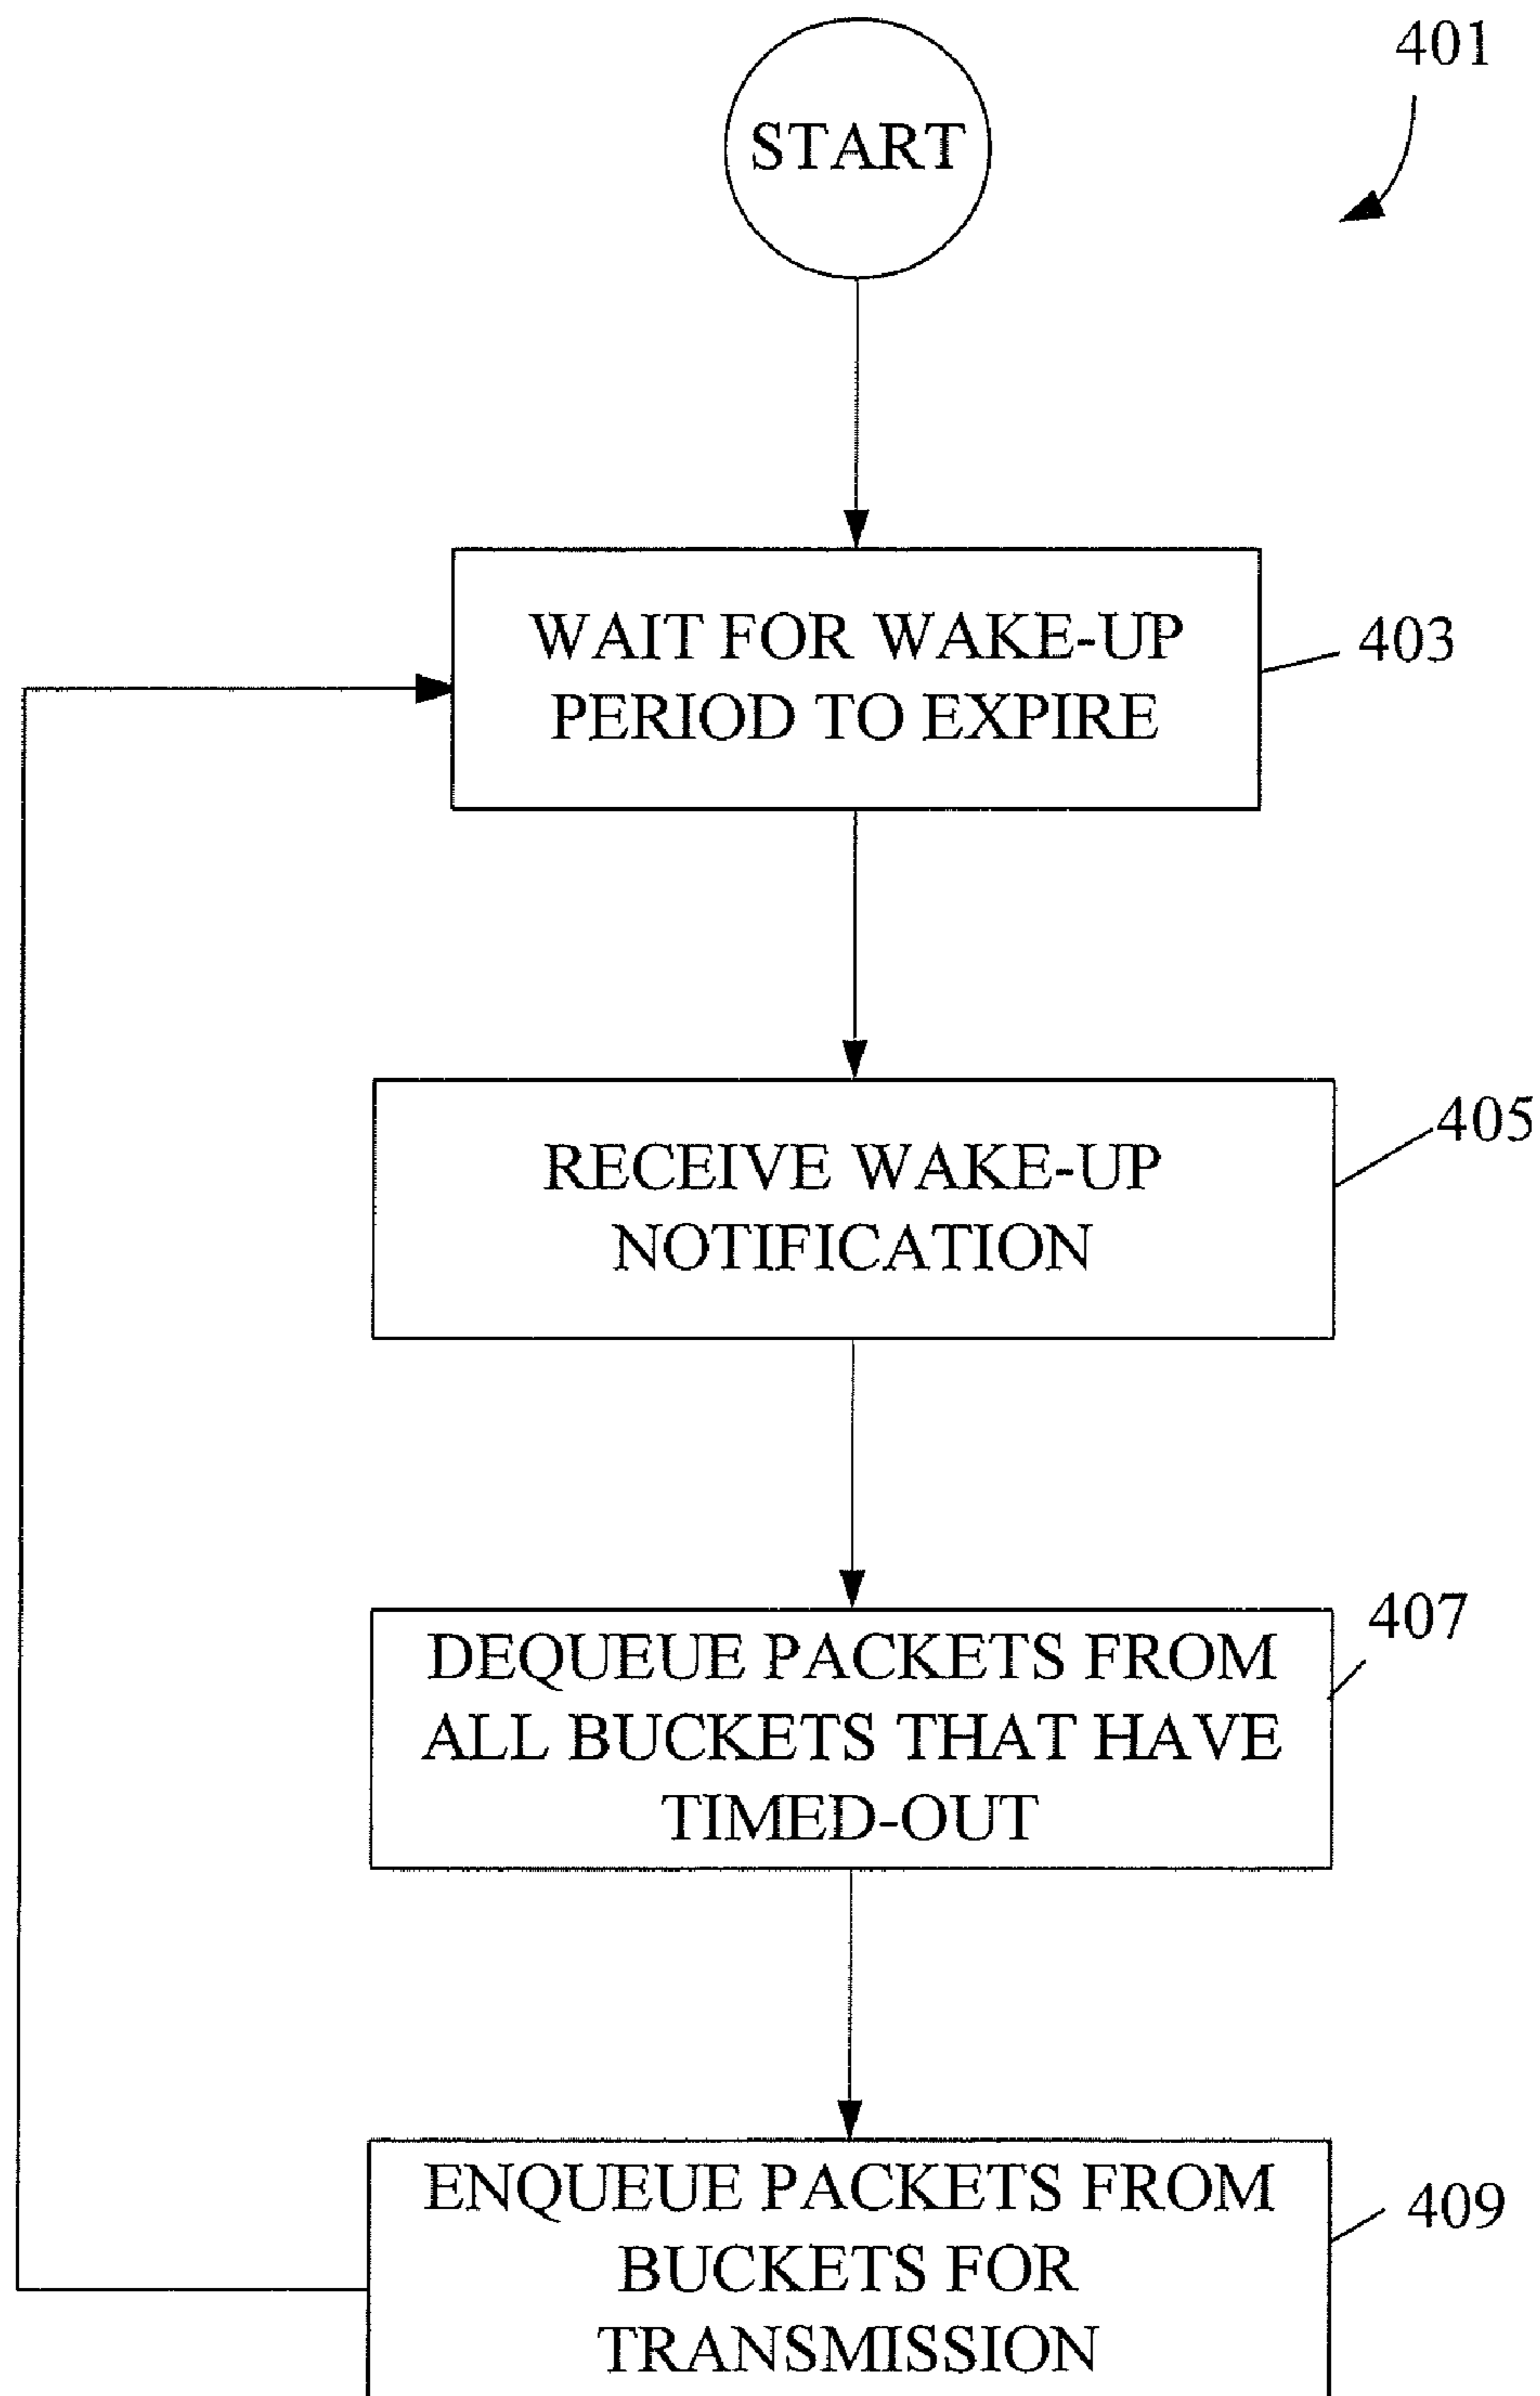 401
START
WAIT FOR WAKE-UP
PERIOD TO EXPIRE
403
RECEIVE WAKE-UP
NOTIFICATION
405
DEQUEUE PACKETS FROM
ALL BUCKETS THAT HAVE
TIMED-OUT
407
ENQUEUE PACKETS FROM
BUCKETS FOR
TRANSMISSION
409